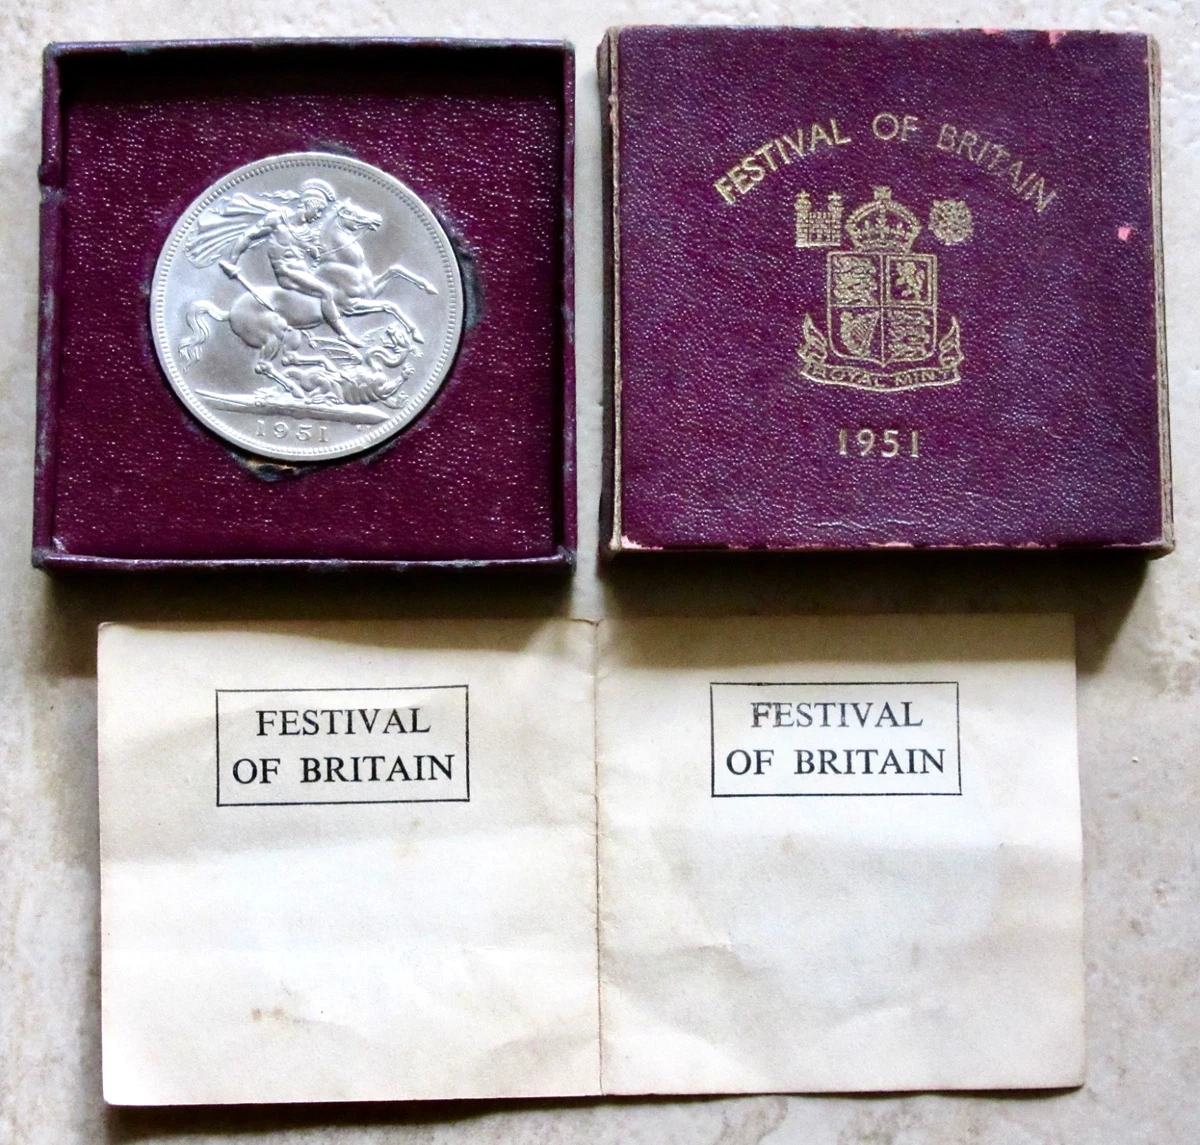 1951
FESTIVAL OF BRITAIN
ROYAL MINT
1951
FESTIVAL
OF BRITAIN
FESTIVAL
OF BRITAIN